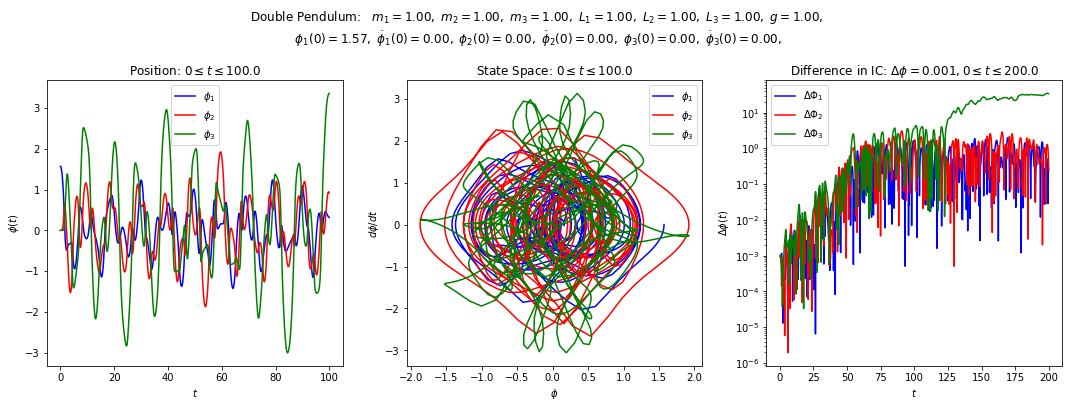 Double Pendulum: m₁ = 1.00, m₂ = 1.00, m₃ = 1.00, L₁ = 1.00, L₂ = 1.00, L₃ = 1.00, g = 1.00,
ϕ₁(0) = 1.57, ϕ̇₁(0) = 0.00, ϕ₂(0) = 0.00, ϕ̇₂(0) = 0.00, ϕ₃(0) = 0.00, ϕ̇₃(0) = 0.00,
Position: 0 ≤ t ≤ 100.0
ϕ₁
ϕ₂
ϕ₃
3
2
1
0
−1
−2
−3
ϕ(t)
0 20 40 60 80 100
t
State Space: 0 ≤ t ≤ 100.0
ϕ₁
ϕ₂
ϕ₃
3
2
1
0
−1
−2
−3
dϕ/dt
−2.0 −1.5 −1.0 −0.5 0.0 0.5 1.0 1.5 2.0
ϕ
Difference in IC: Δϕ = 0.001, 0 ≤ t ≤ 200.0
ΔΦ₁
ΔΦ₂
ΔΦ₃
10¹
10⁰
10⁻¹
10⁻²
10⁻³
10⁻⁴
10⁻⁵
10⁻⁶
Δϕ(t)
0 25 50 75 100 125 150 175 200
t